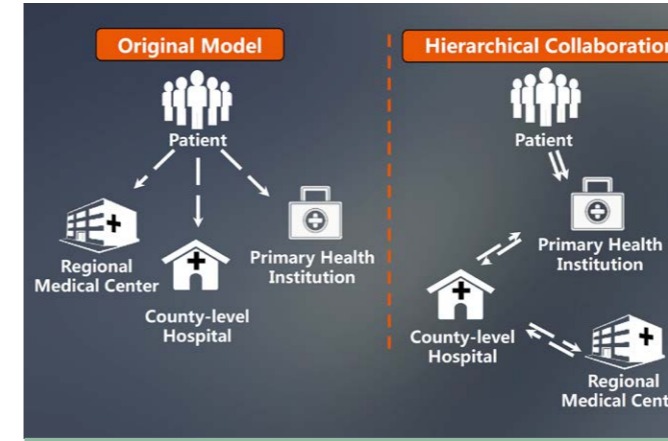 Original Model
Patient
Regional
Medical Center
County-level
Hospital
Primary Health
Institution
Hierarchical Collaboration
Patient
Primary Health
Institution
County-level
Hospital
Regional
Medical Cent